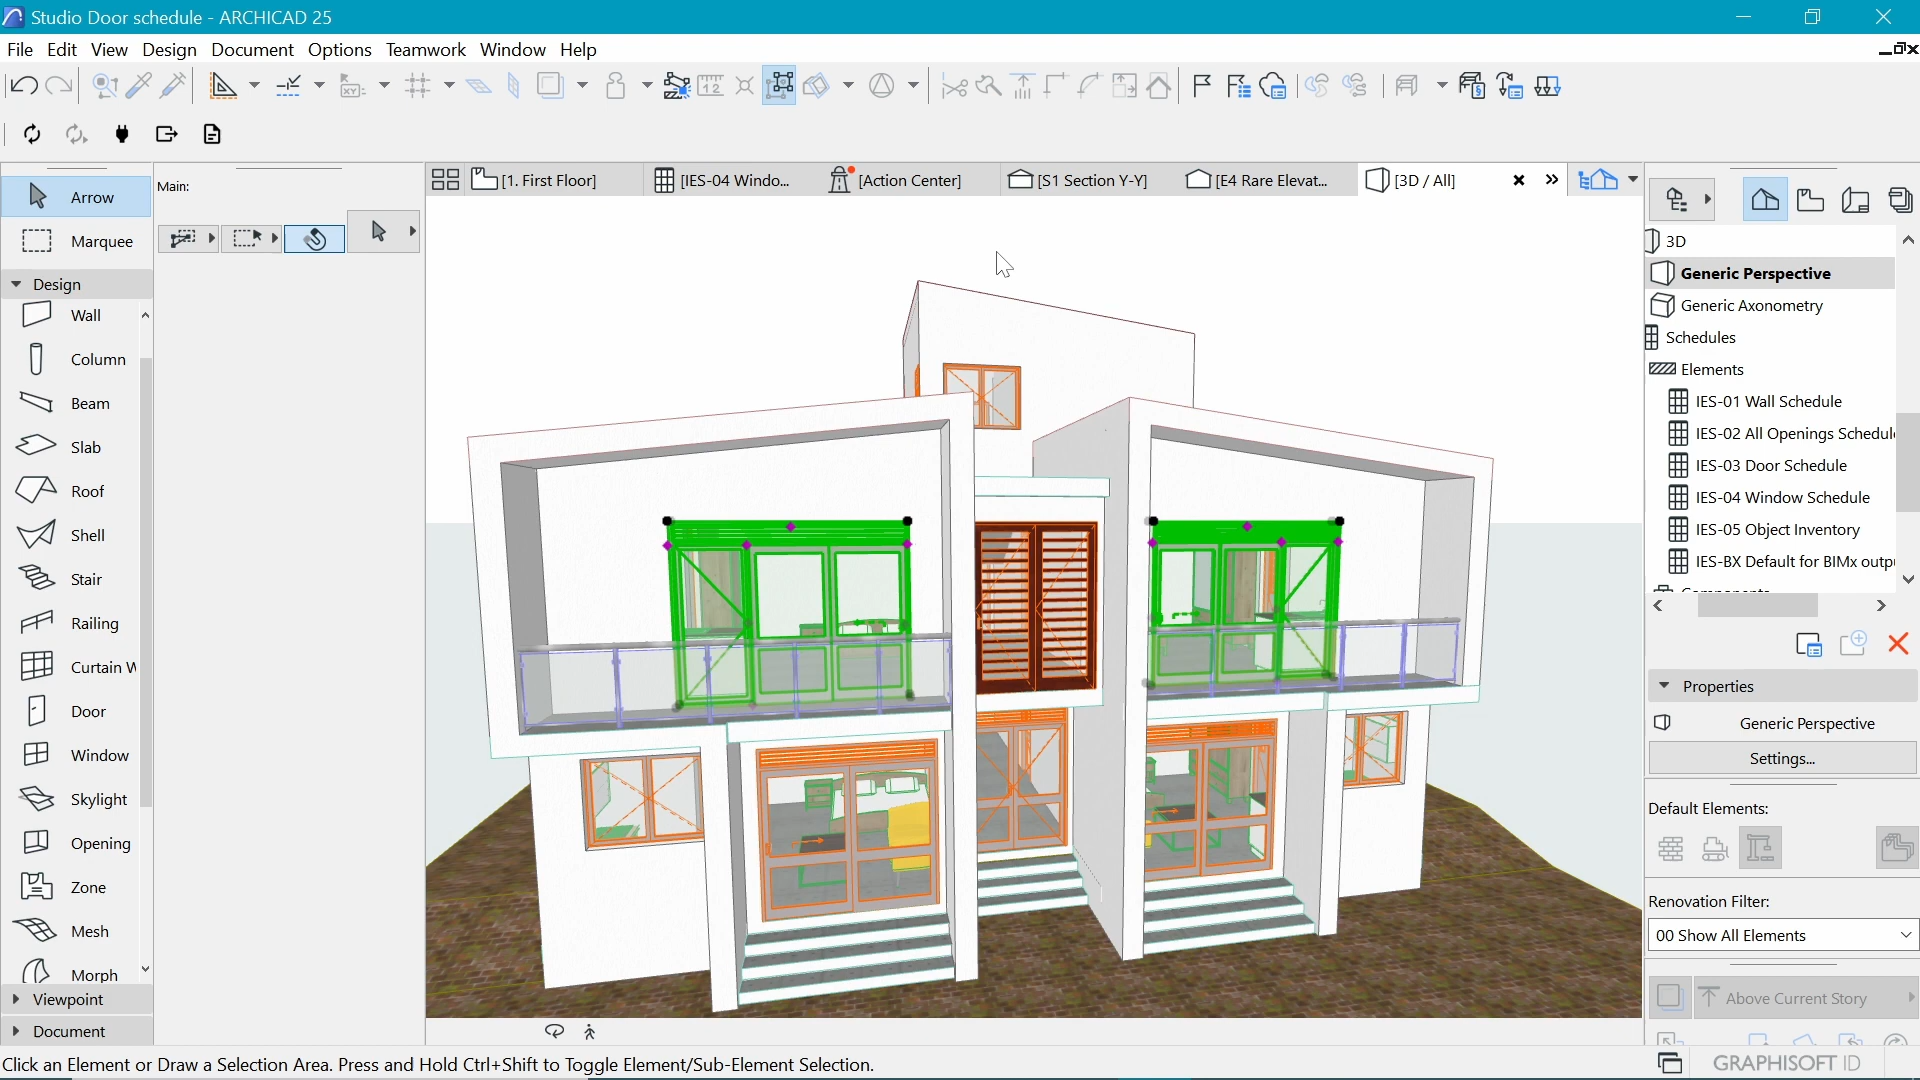 Studio Door schedule - ARCHICAD 25
File Edit View Design Document Options Teamwork Window Help
[1. First Floor] [IES-04 Windo... [Action Center] [S1 Section Y-Y] [E4 Rare Elevat... [3D / All]
Main:
Arrow
Marquee
Design
Wall
Column
Beam
Slab
Roof
Shell
Stair
Railing
Curtain W
Door
Window
Skylight
Opening
Zone
Mesh
Morph
Viewpoint
Document
3D
Generic Perspective
Generic Axonometry
Schedules
Elements
IES-01 Wall Schedule
IES-02 All Openings Schedul
IES-03 Door Schedule
IES-04 Window Schedule
IES-05 Object Inventory
IES-BX Default for BIMx outp
Properties
Generic Perspective
Settings...
Default Elements:
Renovation Filter:
00 Show All Elements
Above Current Story
Click an Element or Draw a Selection Area. Press and Hold Ctrl+Shift to Toggle Element/Sub-Element Selection.
GRAPHISOFT ID